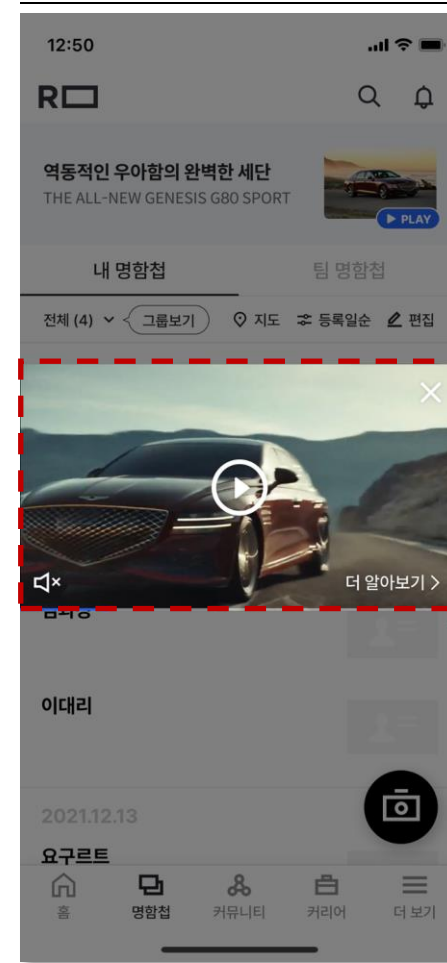 12:50
R
역동적인 우아함의 완벽한 세단
THE ALL-NEW GENESIS G80 SPORT
PLAY
내 명함첩
팀 명함첩
전체 (4)
그룹보기
지도
등록일순
편집
더 알아보기 >
이대리
2021.12.13
요구르트
홈
명함첩
커뮤니티
커리어
더 보기